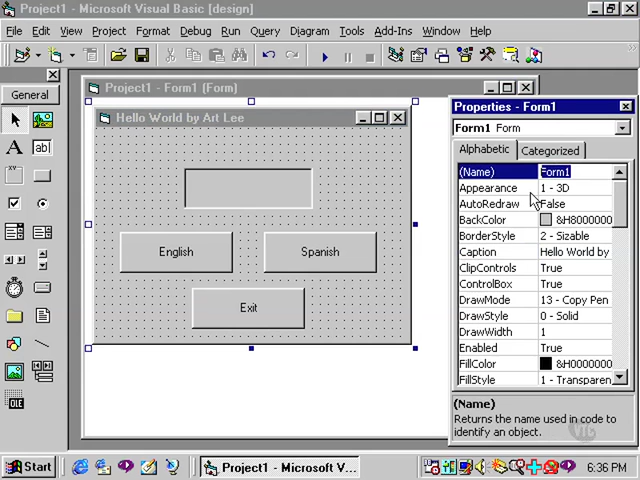 Project1 - Microsoft Visual Basic [design]
File Edit View Project Format Debug Run Query Diagram Tools Add-Ins Window Help
General
A
ab|
OLE
Project1 - Form1 (Form)
Hello World by Art Lee
English
Spanish
Exit
Properties - Form1
Form1 Form
Alphabetic Categorized
(Name) Form1
Appearance 1 - 3D
AutoRedraw False
BackColor &H8000000
BorderStyle 2 - Sizable
Caption Hello World by
ClipControls True
ControlBox True
DrawMode 13 - Copy Pen
DrawStyle 0 - Solid
DrawWidth 1
Enabled True
FillColor &H0000000
FillStyle 1 - Transparen
(Name)
Returns the name used in code to
identify an object.
Start
Project1 - Microsoft V...
6:36 PM